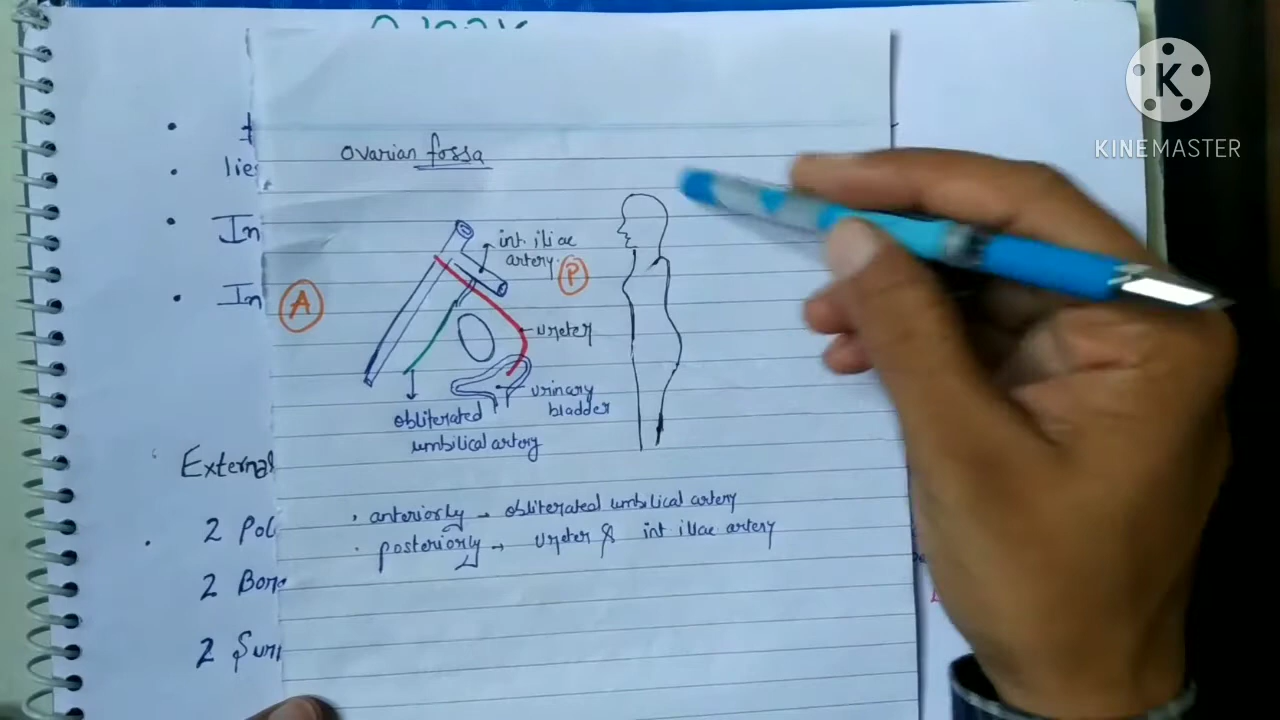 K
KINEMASTER
ovarian fossa
lies
In
int. iliac
artery.
P
In
A
ureter
urinary
bladder
obliterated
umbilical artery
External
anteriorly → obliterated umbilical artery
2 Pol
posteriorly → ureter & int iliac artery
2 Bor
2 Sur